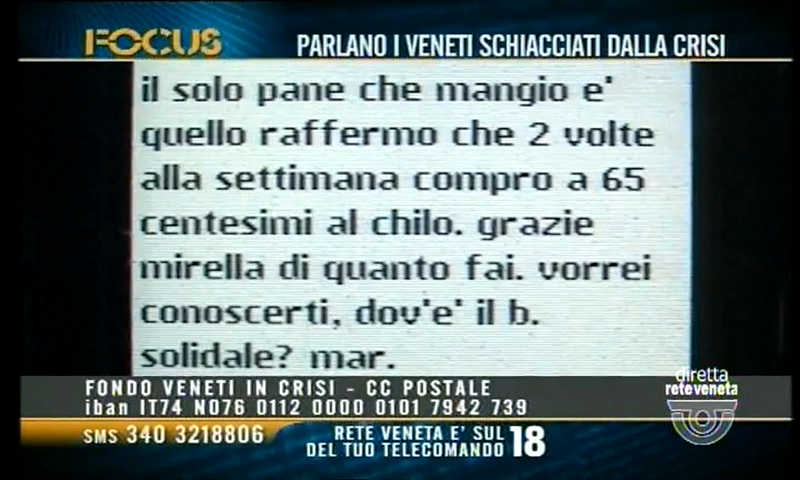 FOCUS
PARLANO I VENETI SCHIACCIATI DALLA CRISI
il solo pane che mangio e'
quello raffermo che 2 volte
alla settimana compro a 65
centesimi al chilo. grazie
mirella di quanto fai. vorrei
conoscerti, dov'e' il b.
solidale? mar.
FONDO VENETI IN CRISI - CC POSTALE
iban IT74 N076 0112 0000 0101 7942 739
diretta
reteveneta
SMS 340 3218806
RETE VENETA E' SUL
DEL TUO TELECOMANDO 18